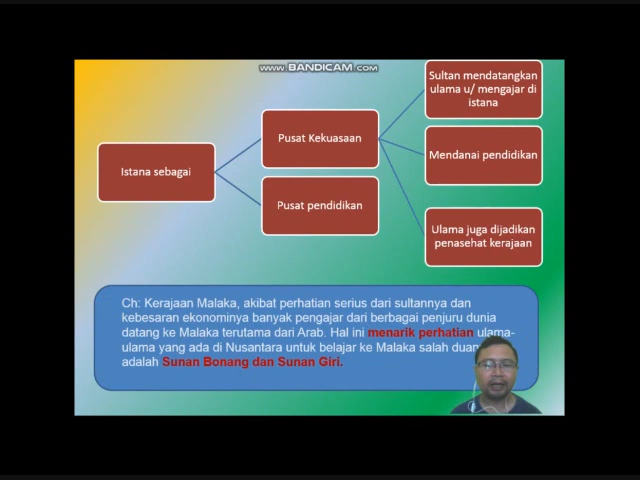 www.BANDICAM.com
Sultan mendatangkan
ulama u/ mengajar di
istana
Pusat Kekuasaan
Mendanai pendidikan
Istana sebagai
Pusat pendidikan
Ulama juga dijadikan
penasehat kerajaan
Ch: Kerajaan Malaka, akibat perhatian serius dari sultannya dan
kebesaran ekonominya banyak pengajar dari berbagai penjuru dunia
datang ke Malaka terutama dari Arab. Hal ini menarik perhatian ulama-
ulama yang ada di Nusantara untuk belajar ke Malaka salah
adalah Sunan Bonang dan Sunan Giri.